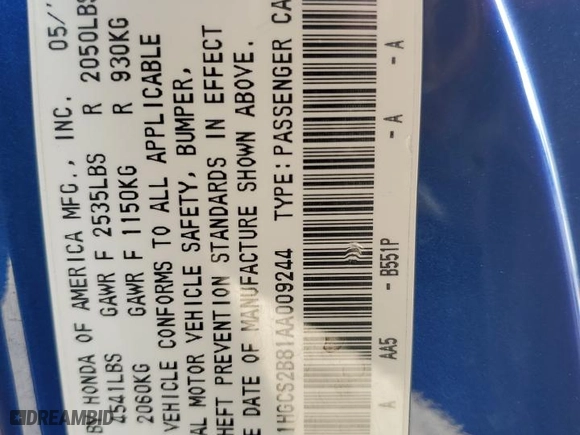 B HONDA OF AMERICA MFG., INC. 05/
4541LBS GAWR F 2535LBS R 2050LBS
2060KG GAWR F 1150KG R 930KG
VEHICLE CONFORMS TO ALL APPLICABLE
AL MOTOR VEHICLE SAFETY, BUMPER,
HEFT PREVENTION STANDARDS IN EFFECT
E DATE OF MANUFACTURE SHOWN ABOVE.
1HGCS2B81AA009244 TYPE:PASSENGER CA
A AA5 - B551P - A - A
DREAMBID